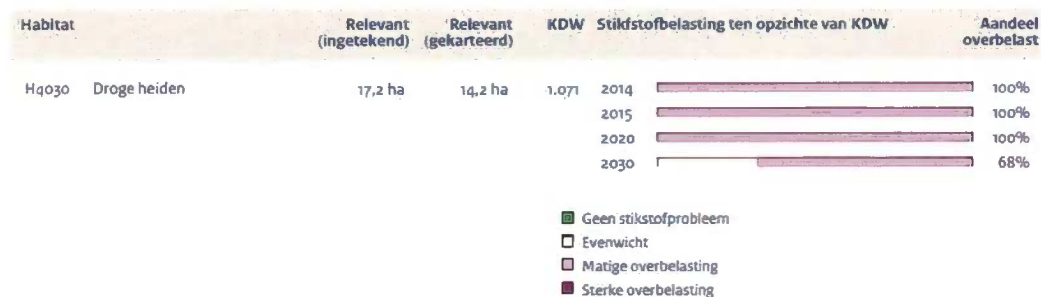 Habitat Relevant (ingetekend) Relevant (gekarteerd) KDW Stikfstofbelasting ten opzichte van KDW Aandeel overbelast
H4030 Droge heiden 17,2 ha 14,2 ha 1.071 2014 100%
2015 100%
2020 100%
2030 68%
Geen stikstofprobleem
Evenwicht
Matige overbelasting
Sterke overbelasting